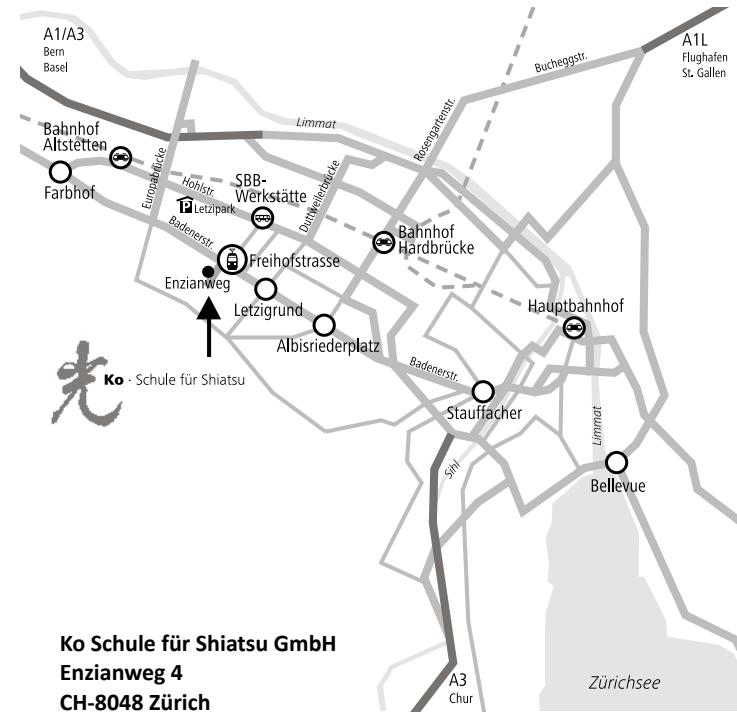 A1/A3
Bern
Basel
A1L
Flughafen
St. Gallen
Bucheggstr.
Limmat
Rosengartenstr.
Bahnhof
Altstetten
Europabrücke
Farbhof
Hohlstr.
SBB-
Werkstätte
Duttweilerbrücke
P Letzipark
Badenerstr.
Bahnhof
Hardbrücke
Freihofstrasse
Enzianweg
Letzigrund
Hauptbahnhof
Albisriederplatz
Badenerstr.
光
Ko · Schule für Shiatsu
Stauffacher
Limmat
Sihl
Bellevue
Ko Schule für Shiatsu GmbH
Enzianweg 4
CH-8048 Zürich
A3
Chur
Zürichsee